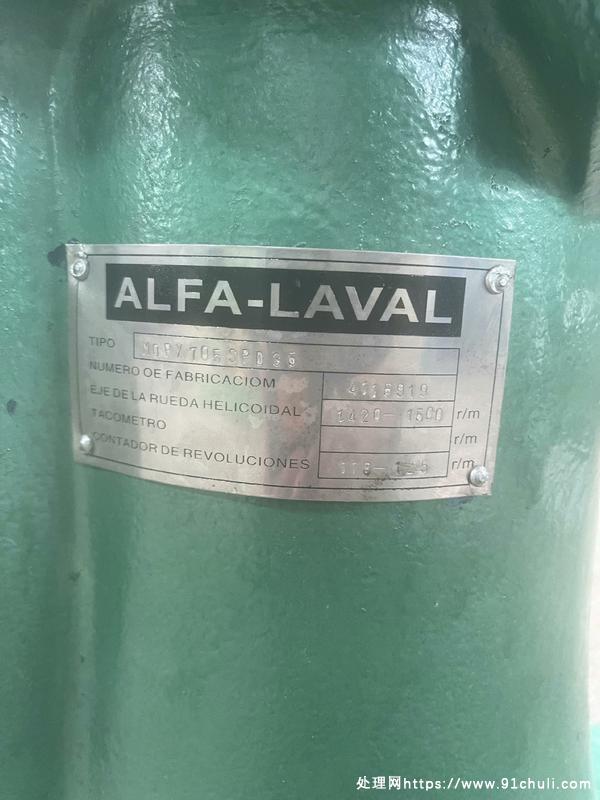 ALFA-LAVAL
TIPO
NUMERO OE FABRICACIOM
EJE DE LA RUEDA HELICOIDAL 1420-1500 r/m
TACOMETRO r/m
CONTADOR DE REVOLUCIONES r/m
处理网https://www.91chuli.com